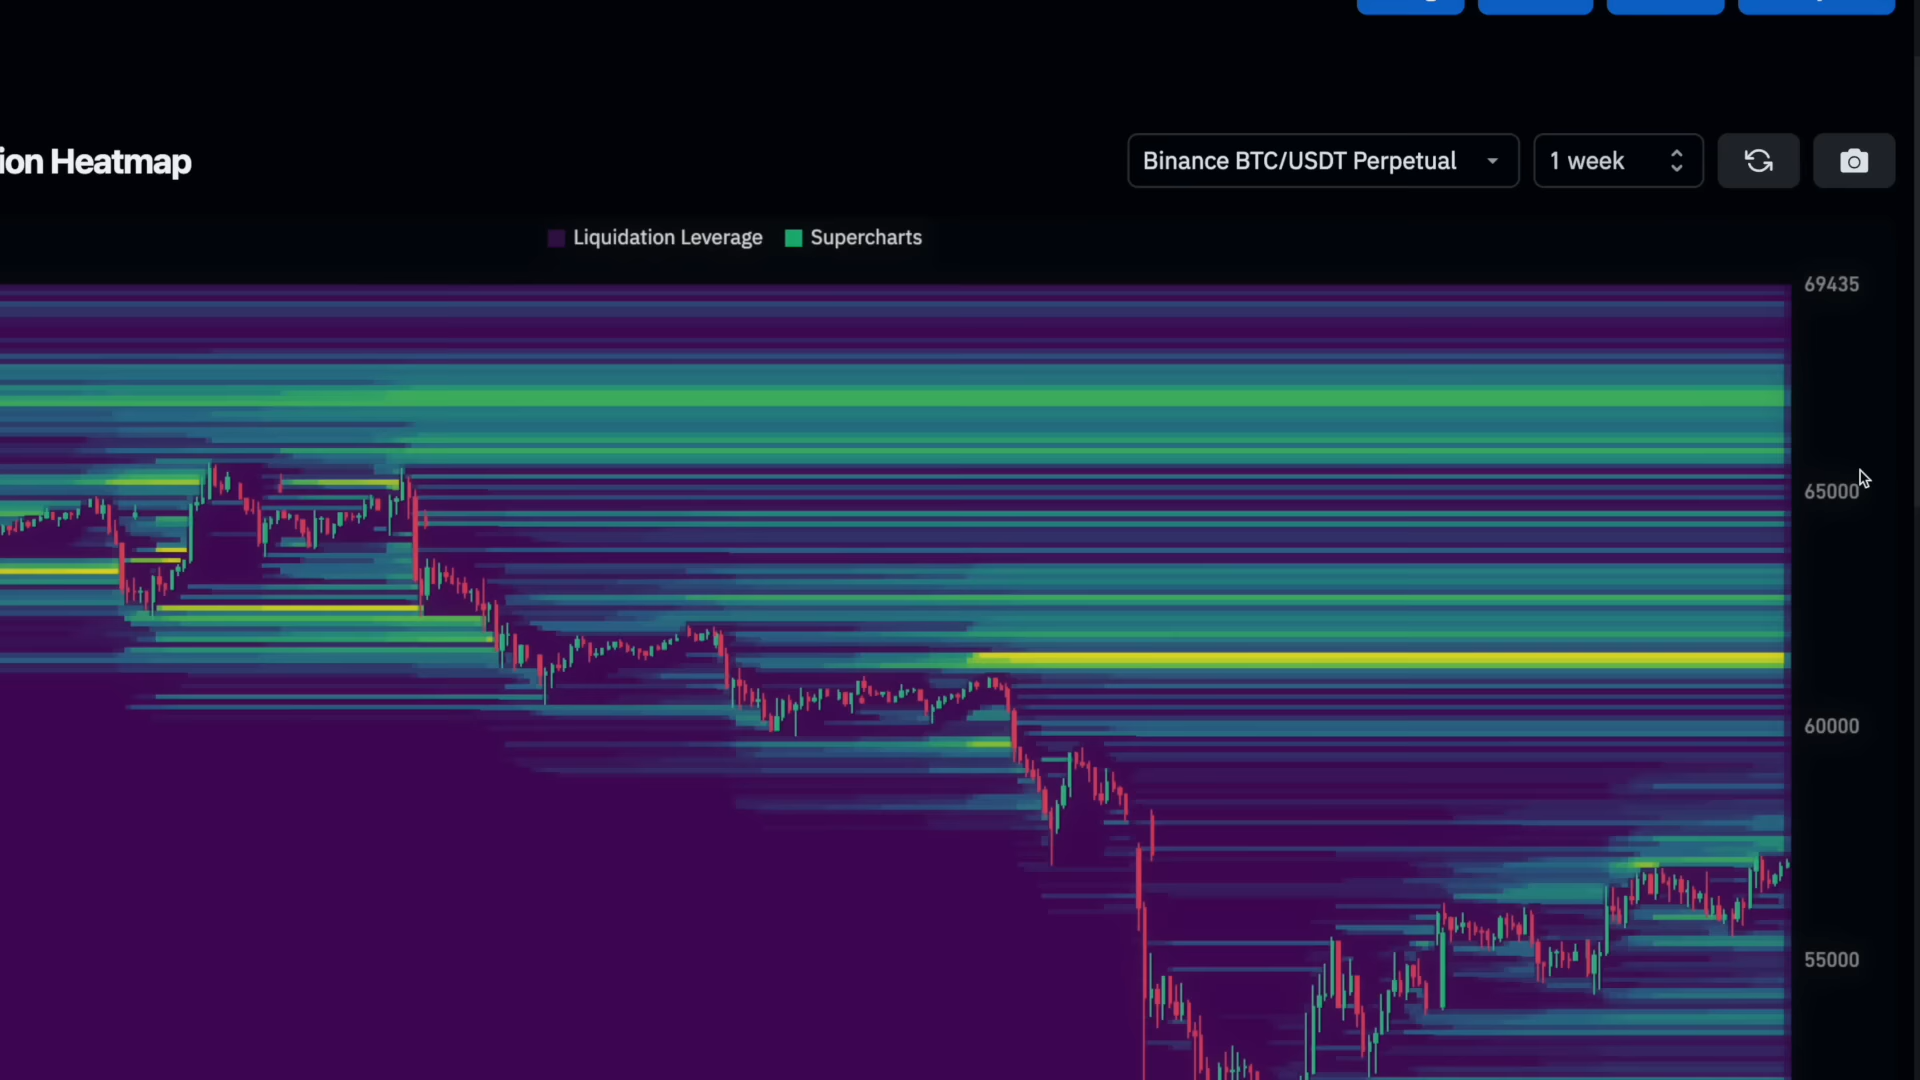 ion Heatmap
Binance BTC/USDT Perpetual
1 week
Liquidation Leverage
Supercharts
69435
65000
60000
55000